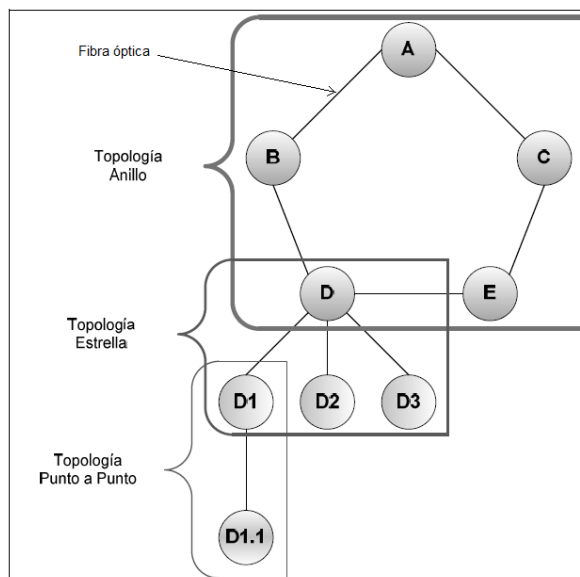 A
Fibra óptica
B
C
Topología
Anillo
D
E
Topología
Estrella
D1
D2
D3
Topología
Punto a Punto
D1.1